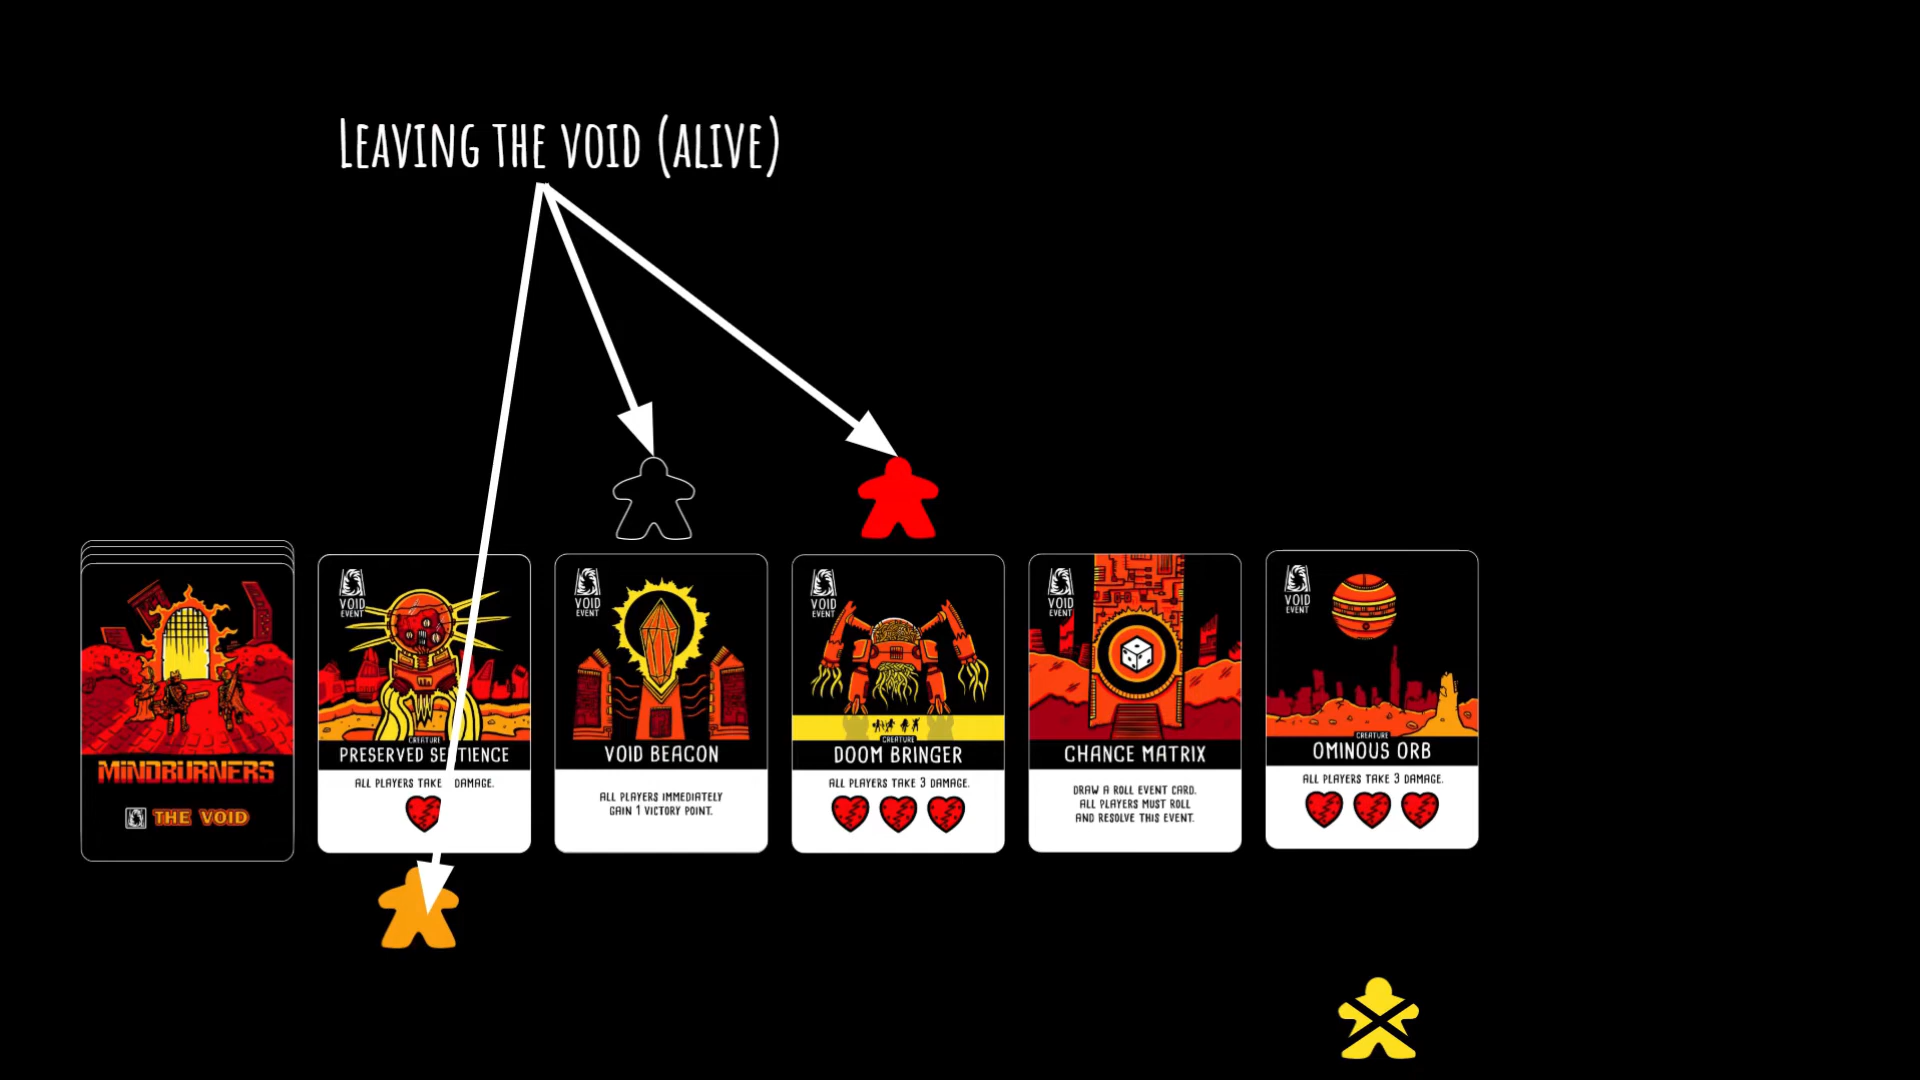 LEAVING THE VOID (ALIVE)
MINDBURNERS
THE VOID
VOID
EVENT
CREATURE
PRESERVED SENTIENCE
ALL PLAYERS TAKE DAMAGE.
VOID
EVENT
VOID BEACON
ALL PLAYERS IMMEDIATELY
GAIN 1 VICTORY POINT.
VOID
EVENT
CREATURE
DOOM BRINGER
ALL PLAYERS TAKE 3 DAMAGE.
VOID
EVENT
CHANCE MATRIX
DRAW A ROLL EVENT CARD.
ALL PLAYERS MUST ROLL
AND RESOLVE THIS EVENT.
VOID
EVENT
CREATURE
OMINOUS ORB
ALL PLAYERS TAKE 3 DAMAGE.